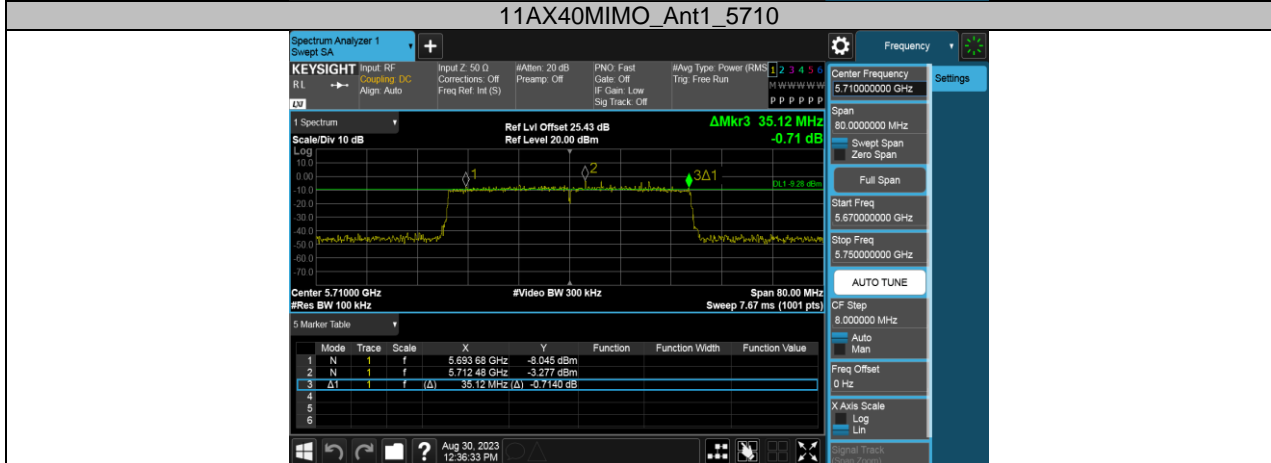 11AX40MIMO_Ant1_5710
Spectrum Analyzer 1
Swept SA
+
Frequency
KEYSIGHT Input: RF Input Z: 50 Ω #Atten: 20 dB PNO: Fast #Avg Type: Power (RMS 1 2 3 4 5 6
RL Coupling: DC Corrections: Off Preamp: Off Gate: Off Trig: Free Run M W W W W W
Align: Auto Freq Ref: Int (S) IF Gain: Low P P P P P P
LXI Sig Track: Off
Center Frequency
5.710000000 GHz
Settings
Span
80.0000000 MHz
Swept Span
Zero Span
Full Span
Start Freq
5.670000000 GHz
Stop Freq
5.750000000 GHz
AUTO TUNE
CF Step
8.000000 MHz
Auto
Man
Freq Offset
0 Hz
X Axis Scale
Log
Lin
Signal Track
(Span Zoom)
1 Spectrum Ref Lvl Offset 25.43 dB ΔMkr3 35.12 MHz
Scale/Div 10 dB Ref Level 20.00 dBm -0.71 dB
Log
10.0
0.00
-10.0
-20.0
-30.0
-40.0
-50.0
-60.0
-70.0
1
2
3Δ1
DL1 -9.28 dBm
Center 5.71000 GHz #Video BW 300 kHz Span 80.00 MHz
#Res BW 100 kHz Sweep 7.67 ms (1001 pts)
5 Marker Table
Mode Trace Scale X Y Function Function Width Function Value
1 N 1 f 5.693 68 GHz -8.045 dBm
2 N 1 f 5.712 48 GHz -3.277 dBm
3 Δ1 1 f (Δ) 35.12 MHz (Δ) -0.7140 dB
4
5
6
? Aug 30, 2023
12:36:33 PM